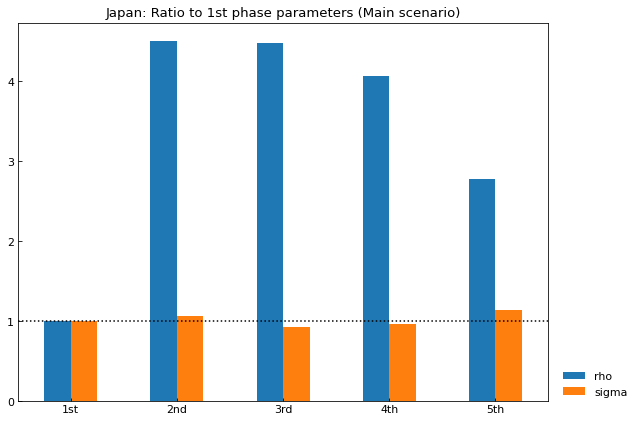 Japan: Ratio to 1st phase parameters (Main scenario)
4
3
2
1
0
1st 2nd 3rd 4th 5th
rho
sigma